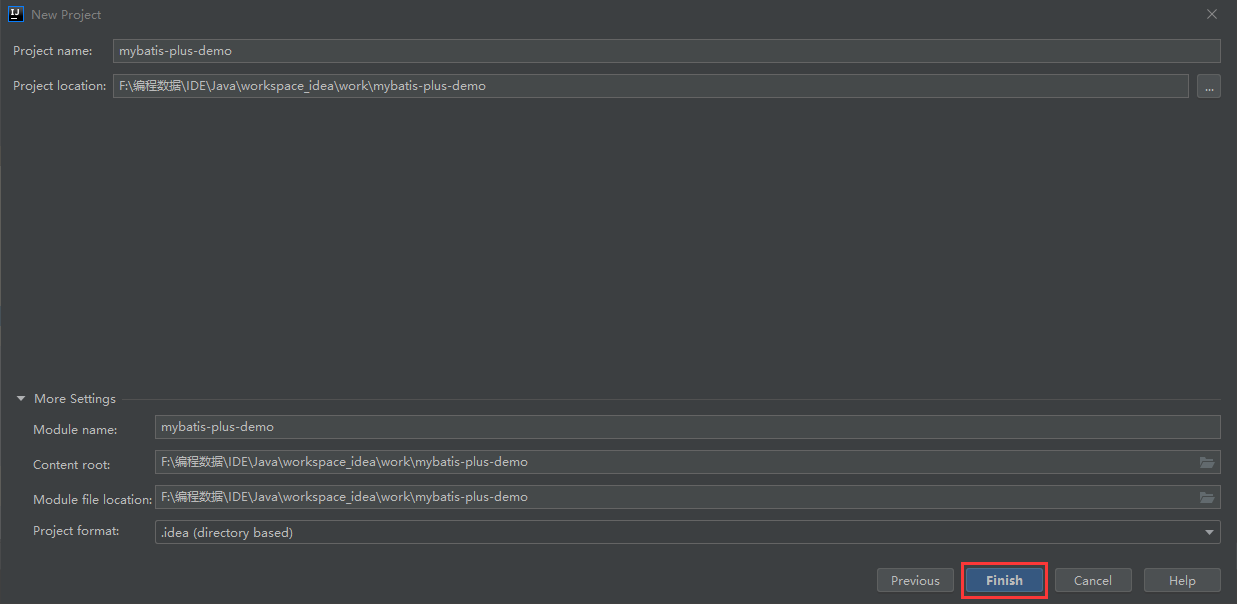 IJ
New Project
Project name: mybatis-plus-demo
Project location: F:\编程数据\IDE\Java\workspace_idea\work\mybatis-plus-demo ...
More Settings
Module name: mybatis-plus-demo
Content root: F:\编程数据\IDE\Java\workspace_idea\work\mybatis-plus-demo
Module file location: F:\编程数据\IDE\Java\workspace_idea\work\mybatis-plus-demo
Project format: .idea (directory based)
Previous Finish Cancel Help